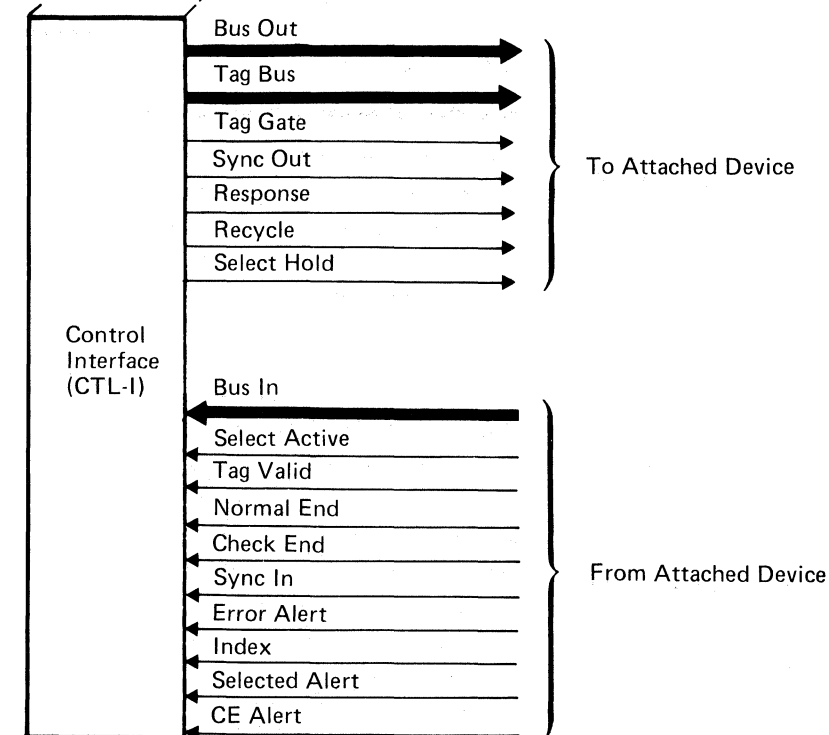 Bus Out
Tag Bus
Tag Gate
Sync Out
Response
Recycle
Select Hold
To Attached Device
Control
Interface
(CTL-I)
Bus In
Select Active
Tag Valid
Normal End
Check End
Sync In
Error Alert
Index
Selected Alert
CE Alert
From Attached Device